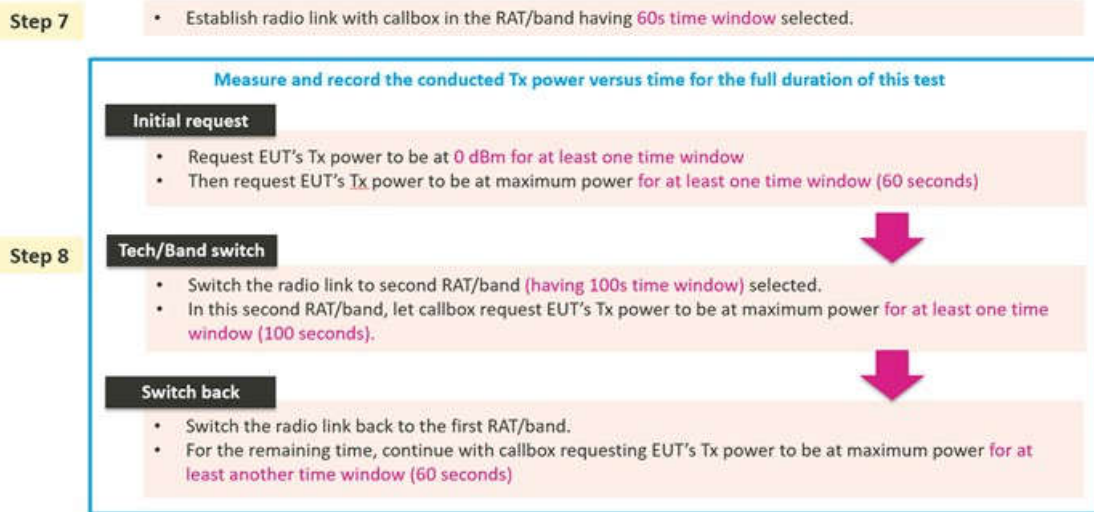 Step 7
• Establish radio link with callbox in the RAT/band having 60s time window selected.
Measure and record the conducted Tx power versus time for the full duration of this test
Initial request
• Request EUT's Tx power to be at 0 dBm for at least one time window
• Then request EUT's Tx power to be at maximum power for at least one time window (60 seconds)
Step 8
Tech/Band switch
• Switch the radio link to second RAT/band (having 100s time window) selected.
• In this second RAT/band, let callbox request EUT's Tx power to be at maximum power for at least one time
window (100 seconds).
Switch back
• Switch the radio link back to the first RAT/band.
• For the remaining time, continue with callbox requesting EUT's Tx power to be at maximum power for at
least another time window (60 seconds)